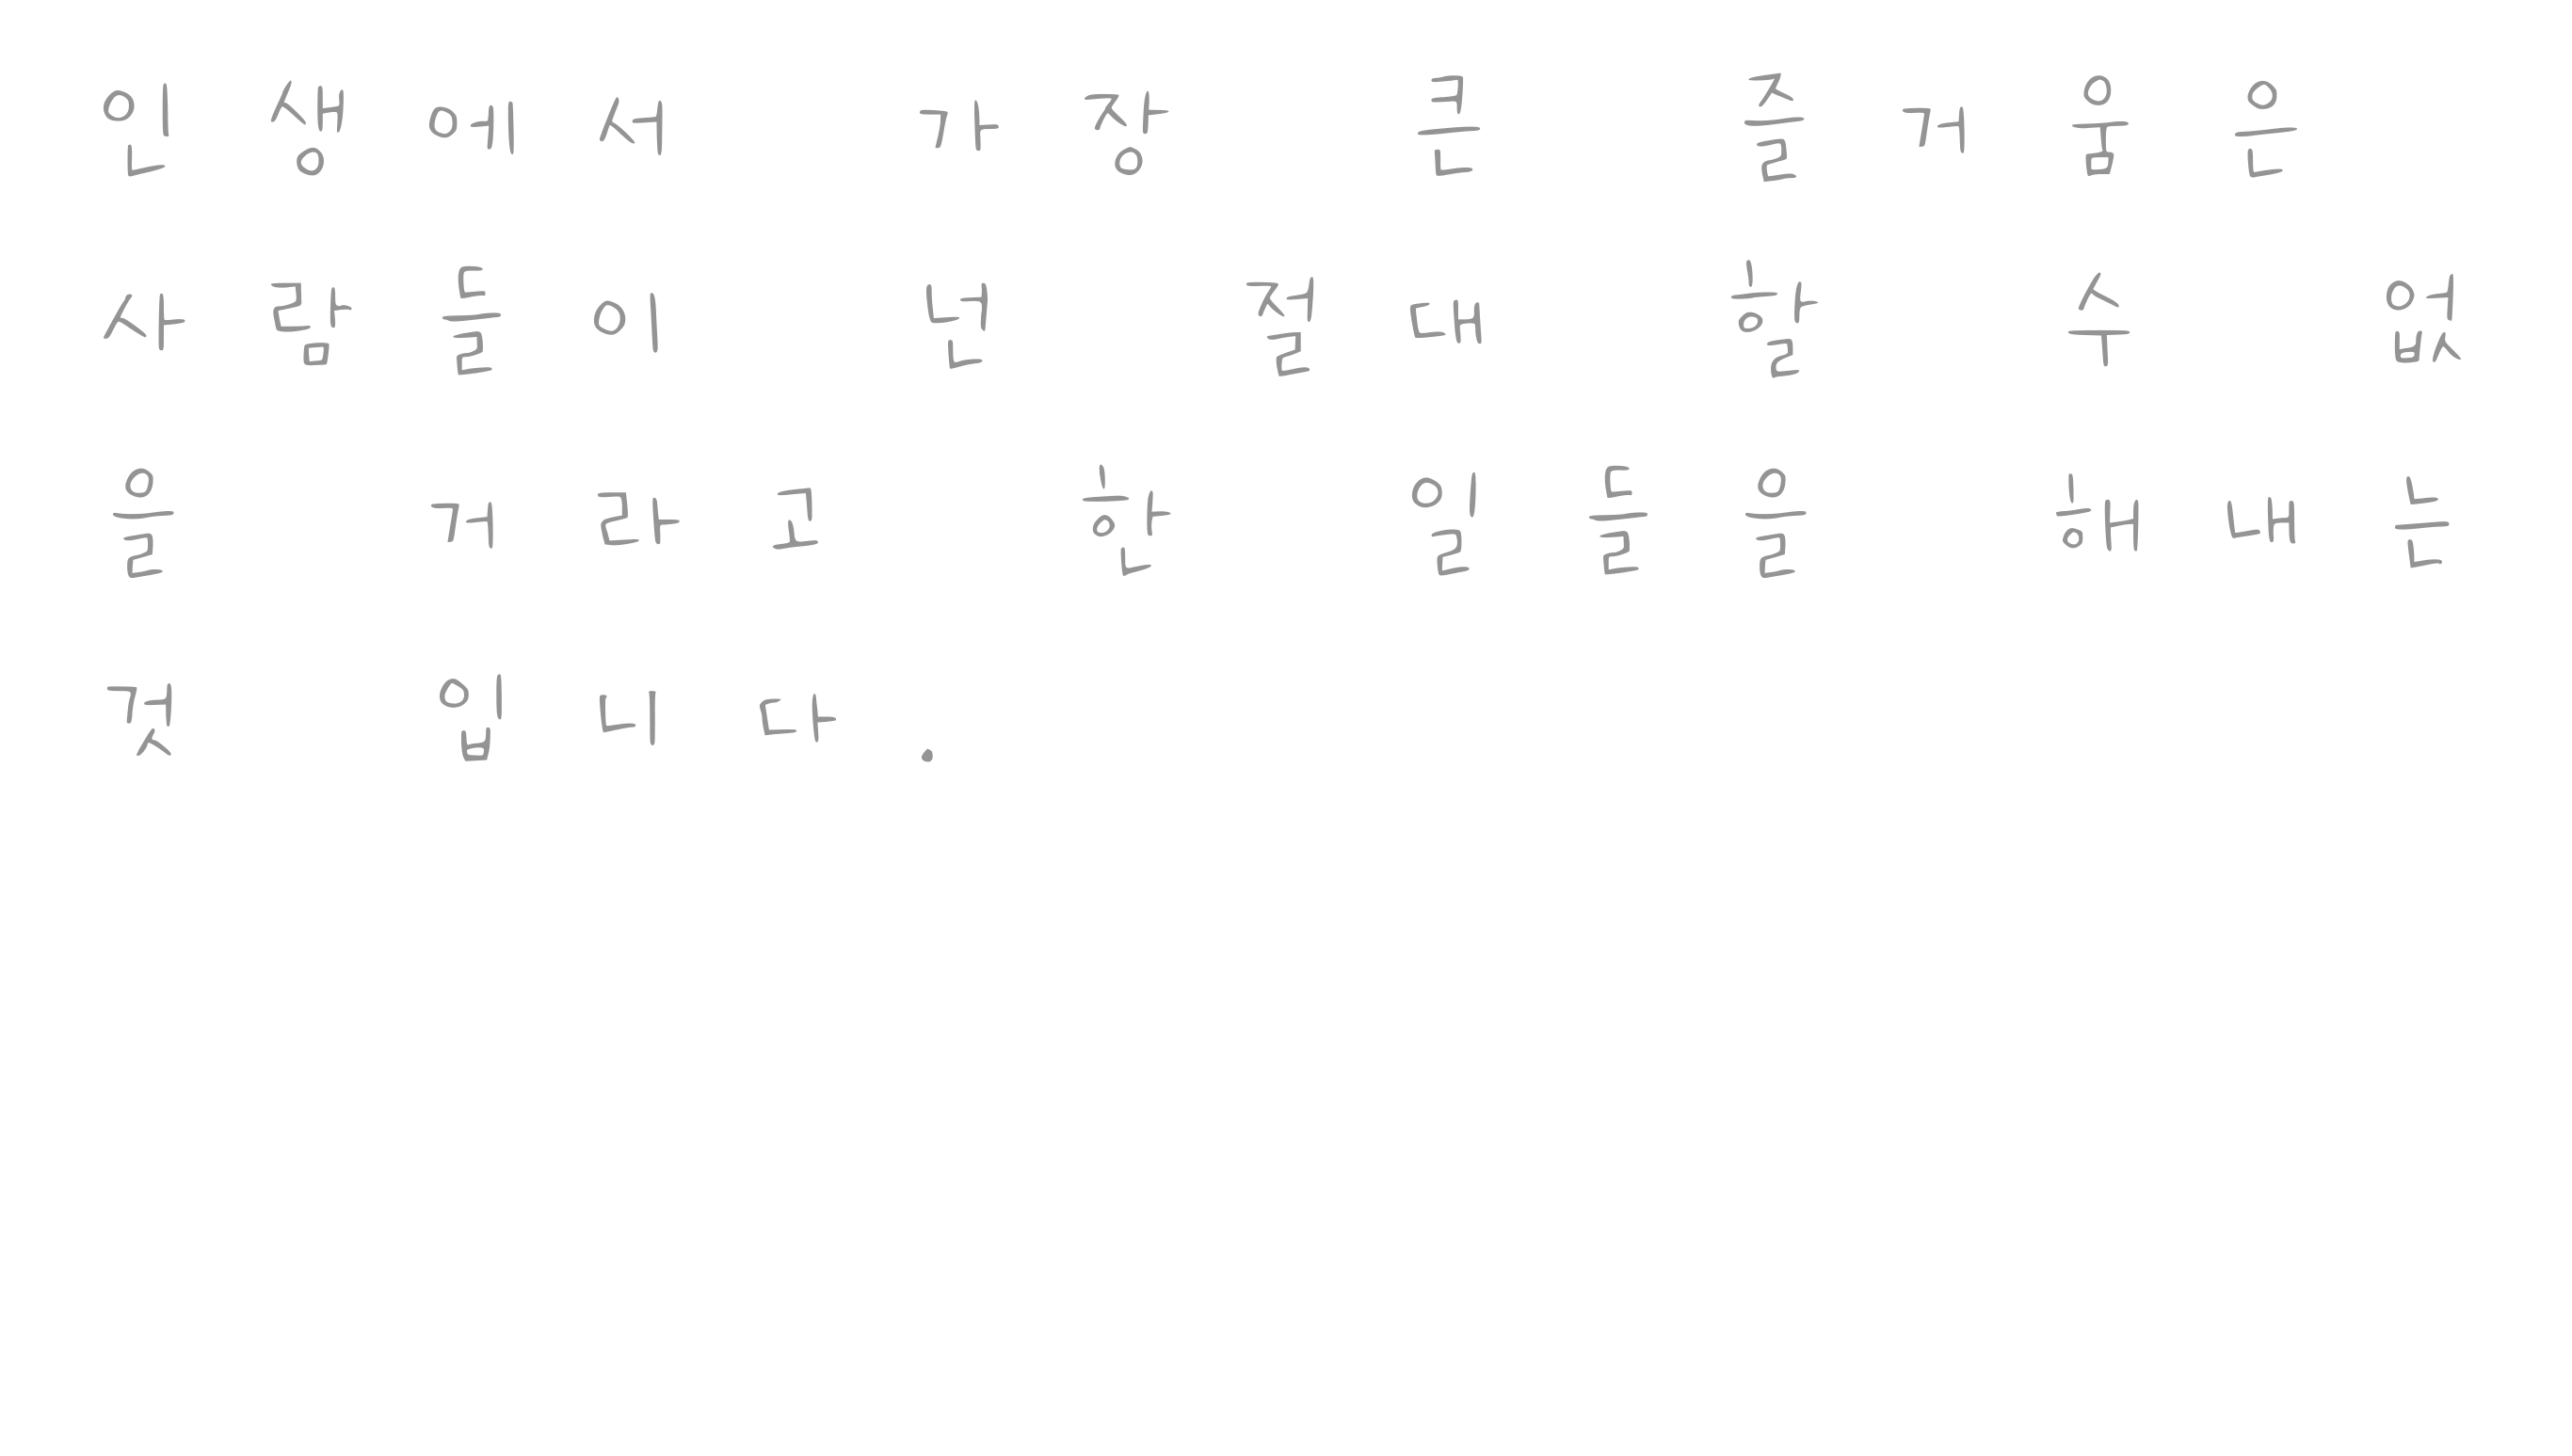 인생에서 가장 큰 즐거움은
사람들이 넌 절대 할 수 없
을 거라고 한 일들을 해내는
것 입니다.